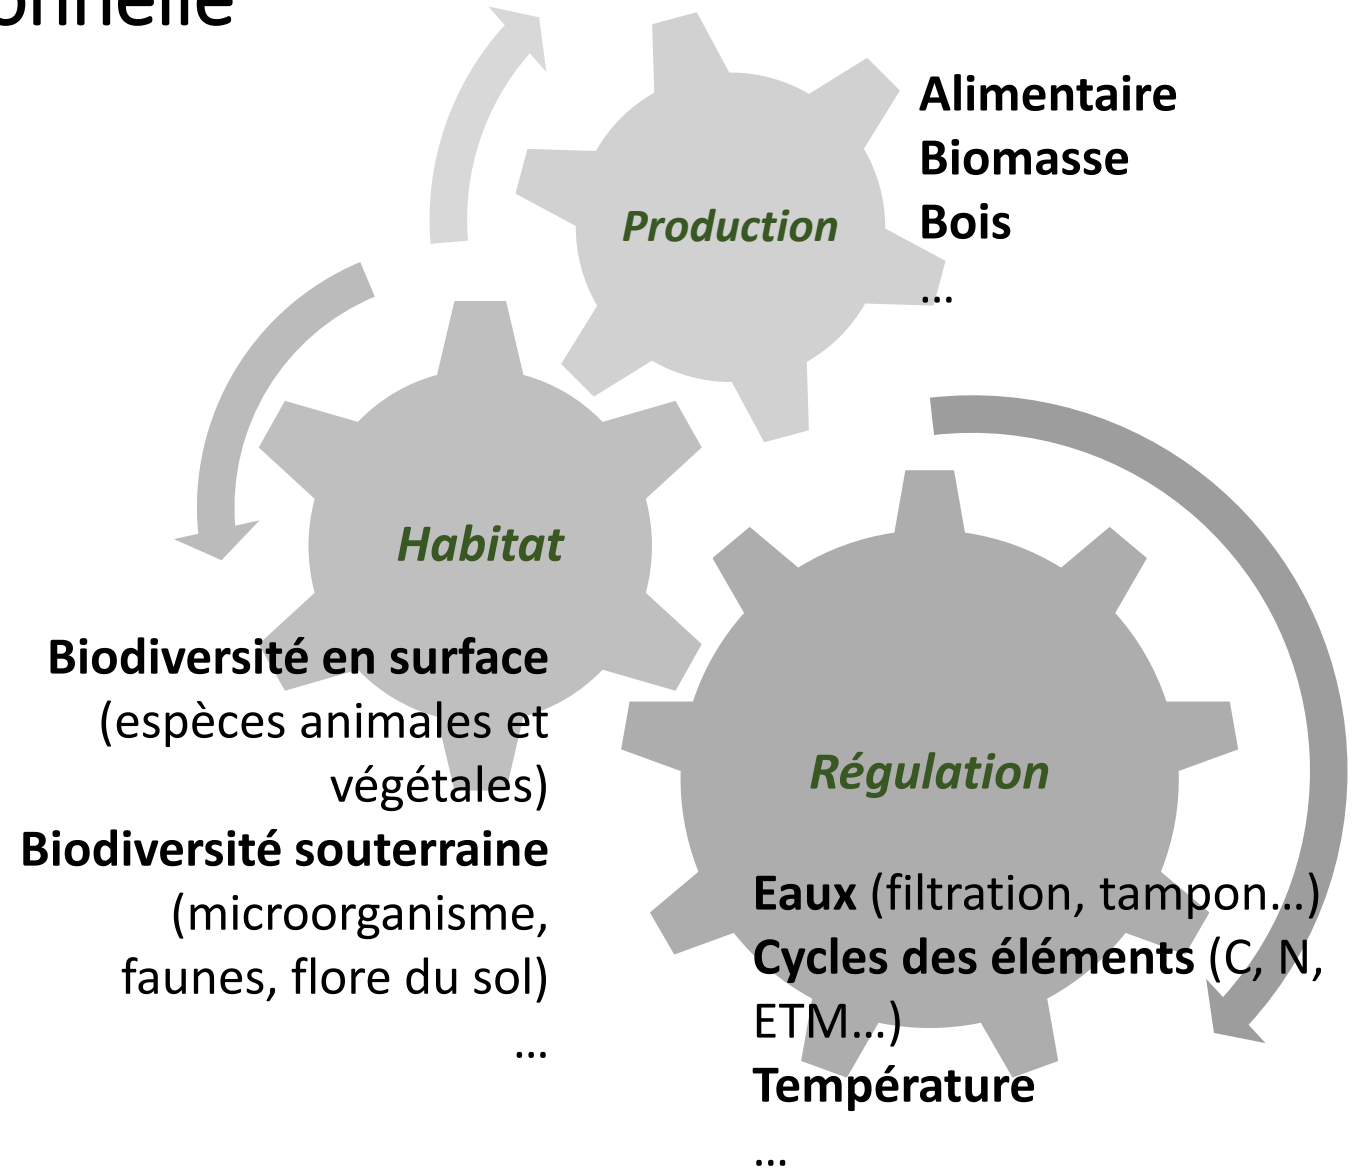 onnelle
Alimentaire
Biomasse
Bois
...
Production
Habitat
Biodiversité en surface
(espèces animales et
végétales)
Biodiversité souterraine
(microorganisme,
faunes, flore du sol)
...
Régulation
Eaux (filtration, tampon...)
Cycles des éléments (C, N,
ETM...)
Température
...